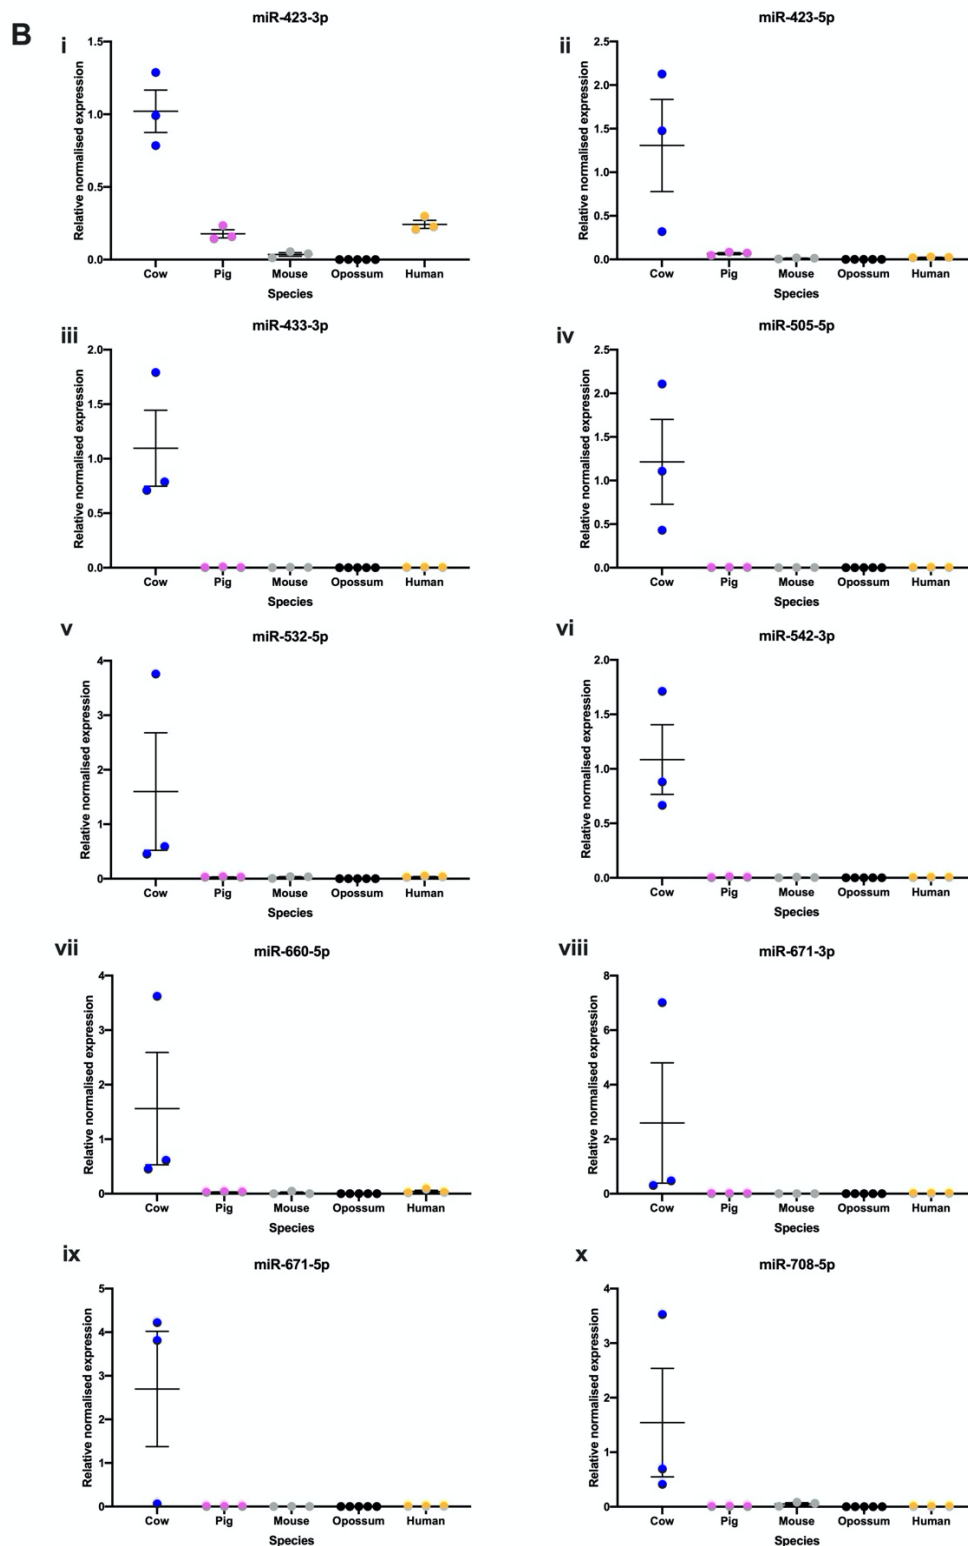 B
i
miR-423-3p
Relative normalised expression
1.5
1.0
0.5
0.0
Cow Pig Mouse Opossum Human
Species
ii
miR-423-5p
Relative normalised expression
2.5
2.0
1.5
1.0
0.5
0.0
Cow Pig Mouse Opossum Human
Species
iii
miR-433-3p
Relative normalised expression
2.0
1.5
1.0
0.5
0.0
Cow Pig Mouse Opossum Human
Species
iv
miR-505-5p
Relative normalised expression
2.5
2.0
1.5
1.0
0.5
0.0
Cow Pig Mouse Opossum Human
Species
v
miR-532-5p
Relative normalised expression
4
3
2
1
0
Cow Pig Mouse Opossum Human
Species
vi
miR-542-3p
Relative normalised expression
2.0
1.5
1.0
0.5
0.0
Cow Pig Mouse Opossum Human
Species
vii
miR-660-5p
Relative normalised expression
4
3
2
1
0
Cow Pig Mouse Opossum Human
Species
viii
miR-671-3p
Relative normalised expression
8
6
4
2
0
Cow Pig Mouse Opossum Human
Species
ix
miR-671-5p
Relative normalised expression
5
4
3
2
1
0
Cow Pig Mouse Opossum Human
Species
x
miR-708-5p
Relative normalised expression
4
3
2
1
0
Cow Pig Mouse Opossum Human
Species